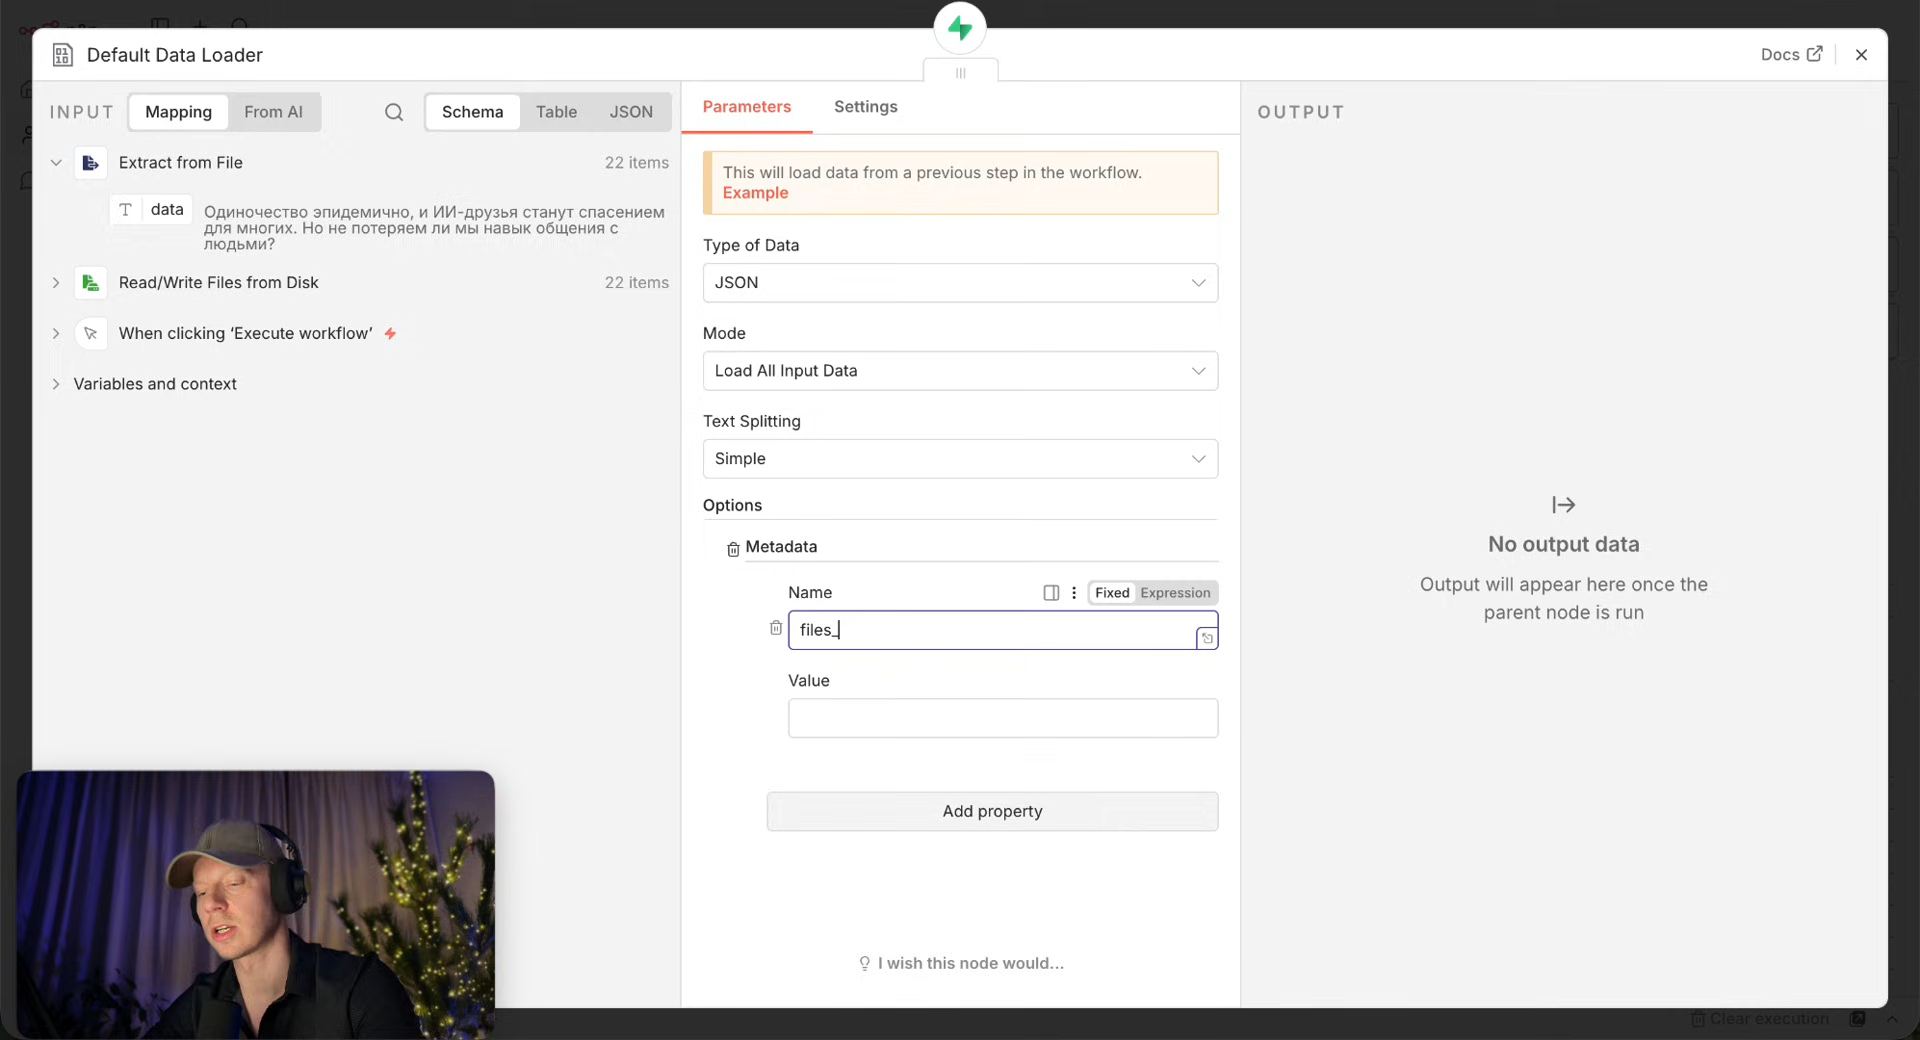 Default Data Loader
Docs
INPUT
Mapping
From AI
Schema
Table
JSON
Extract from File
22 items
T
data
Одиночество эпидемично, и ИИ-друзья станут спасением
для многих. Но не потеряем ли мы навык общения с
людьми?
Read/Write Files from Disk
22 items
When clicking ‘Execute workflow’
Variables and context
Parameters
Settings
This will load data from a previous step in the workflow.
Example
Type of Data
JSON
Mode
Load All Input Data
Text Splitting
Simple
Options
Metadata
Name
Fixed
Expression
files_
Value
Add property
I wish this node would...
OUTPUT
No output data
Output will appear here once the
parent node is run
Clear execution